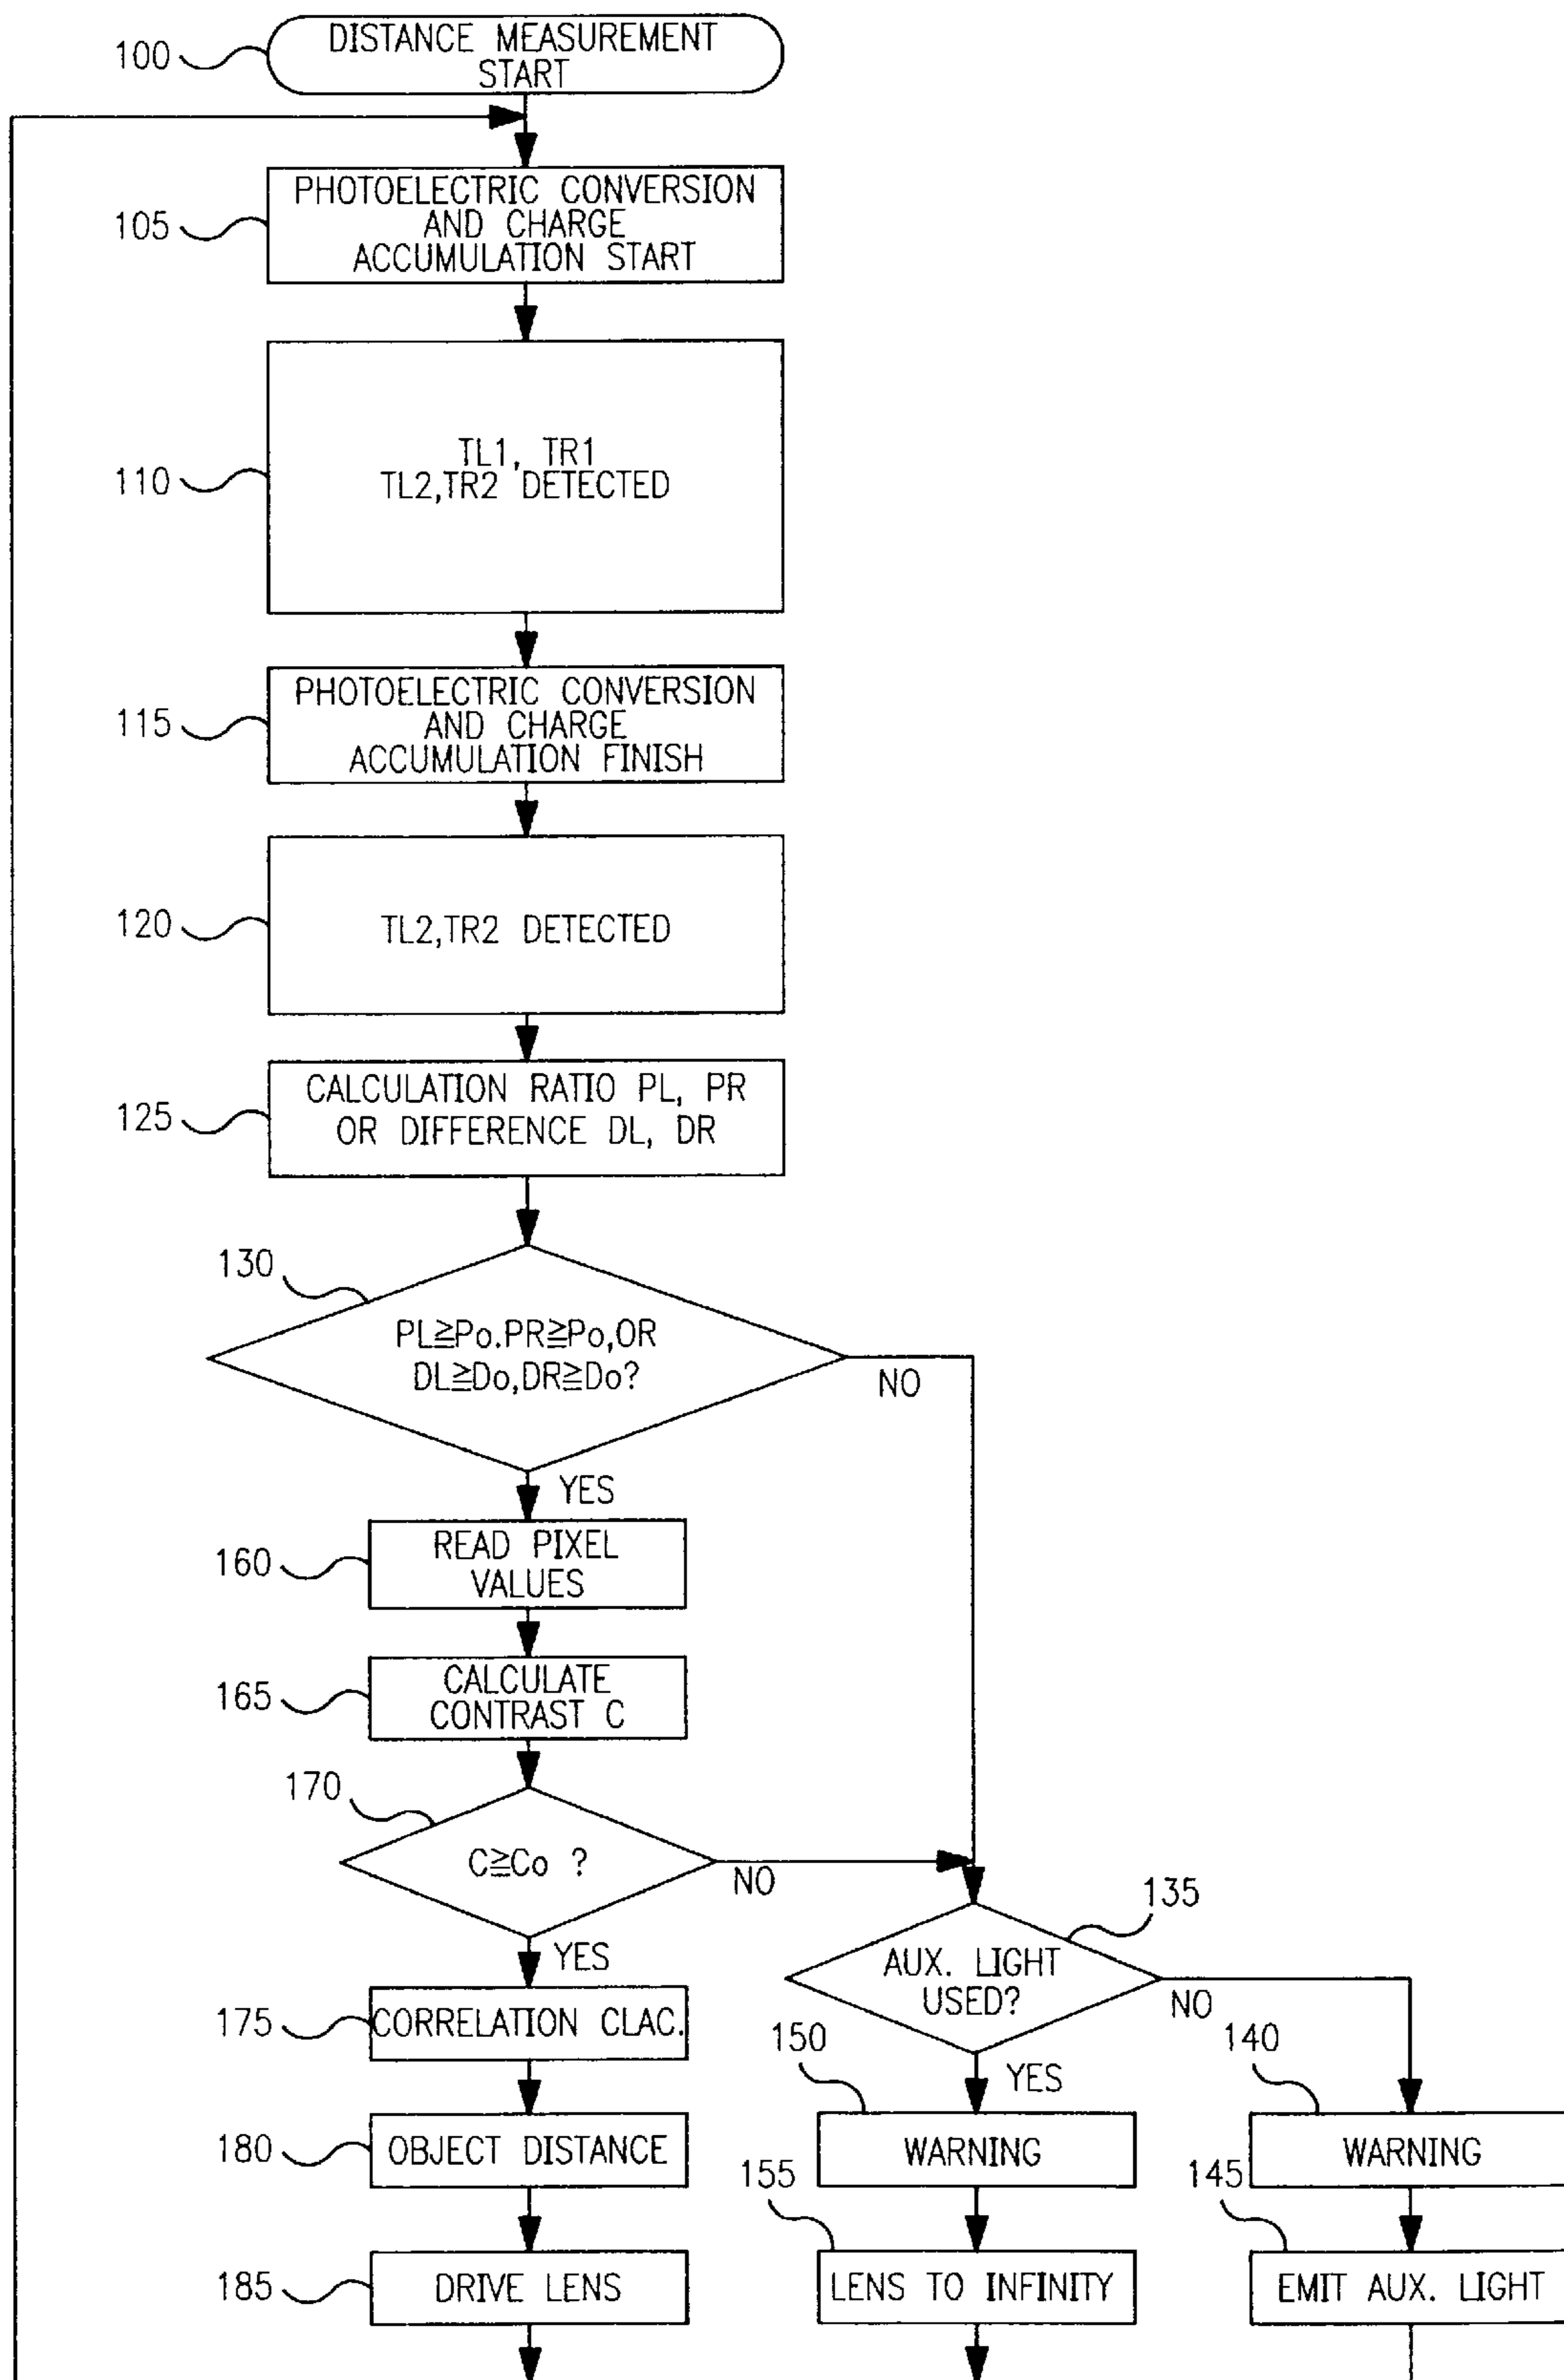 100
DISTANCE MEASUREMENT
START
105
PHOTOELECTRIC CONVERSION
AND CHARGE
ACCUMULATION START
110
TL1, TR1
TL2,TR2 DETECTED
115
PHOTOELECTRIC CONVERSION
AND CHARGE
ACCUMULATION FINISH
120
TL2,TR2 DETECTED
125
CALCULATION RATIO PL, PR
OR DIFFERENCE DL, DR
130
PL≧Po.PR≧Po,OR
DL≧Do,DR≧Do?
NO
YES
160
READ PIXEL
VALUES
165
CALCULATE
CONTRAST C
170
C≧Co ?
NO
YES
135
AUX. LIGHT
USED?
NO
YES
175
CORRELATION CLAC.
150
WARNING
140
WARNING
180
OBJECT DISTANCE
155
LENS TO INFINITY
145
EMIT AUX. LIGHT
185
DRIVE LENS